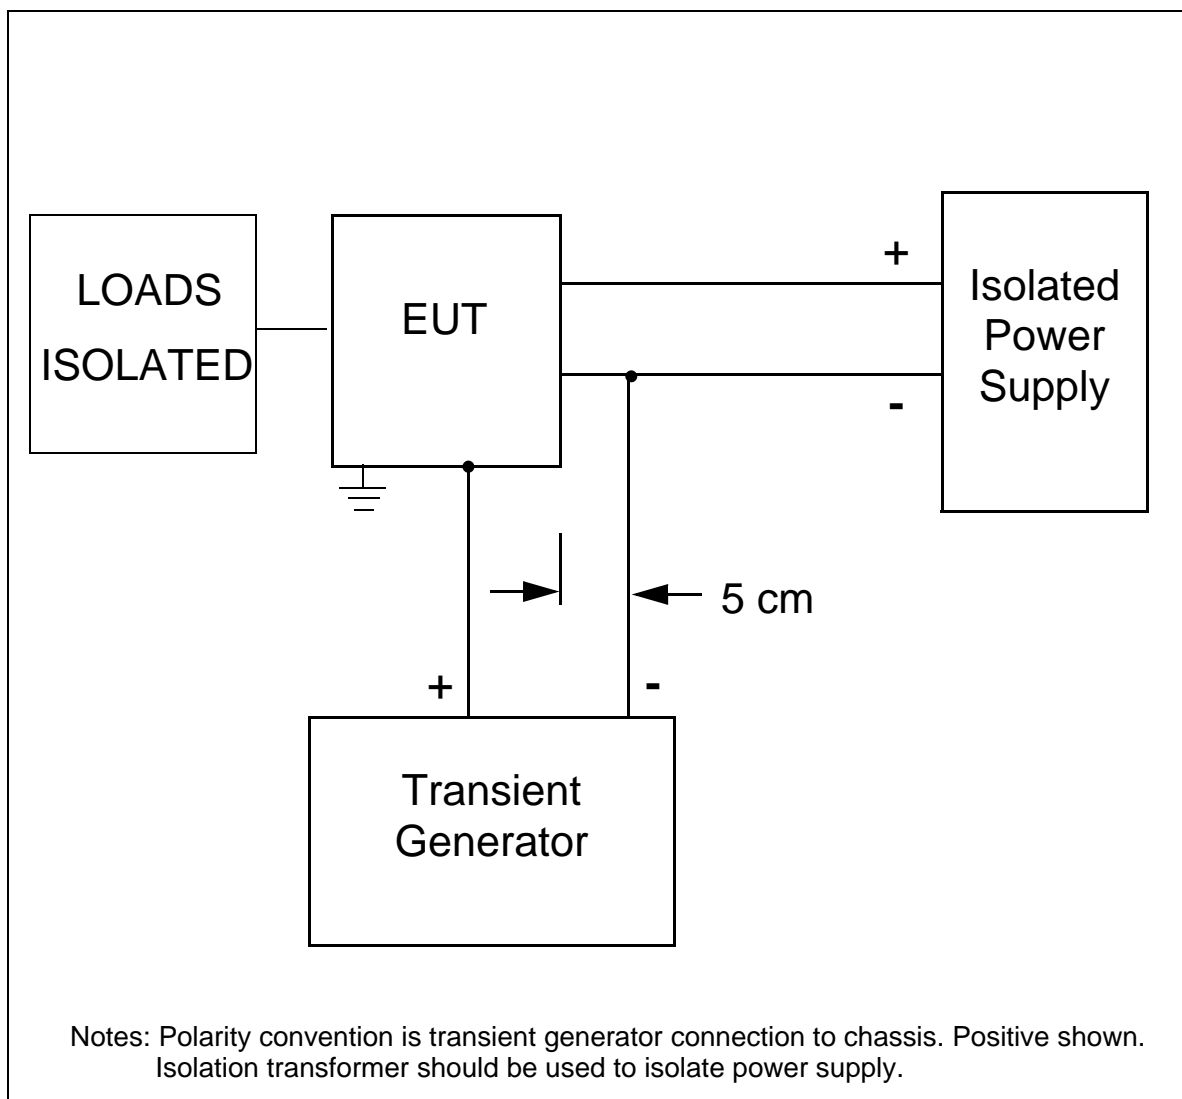 LOADS
ISOLATED
EUT
+
-
Isolated
Power
Supply
5 cm
+
-
Transient
Generator
Notes: Polarity convention is transient generator connection to chassis. Positive shown.
Isolation transformer should be used to isolate power supply.